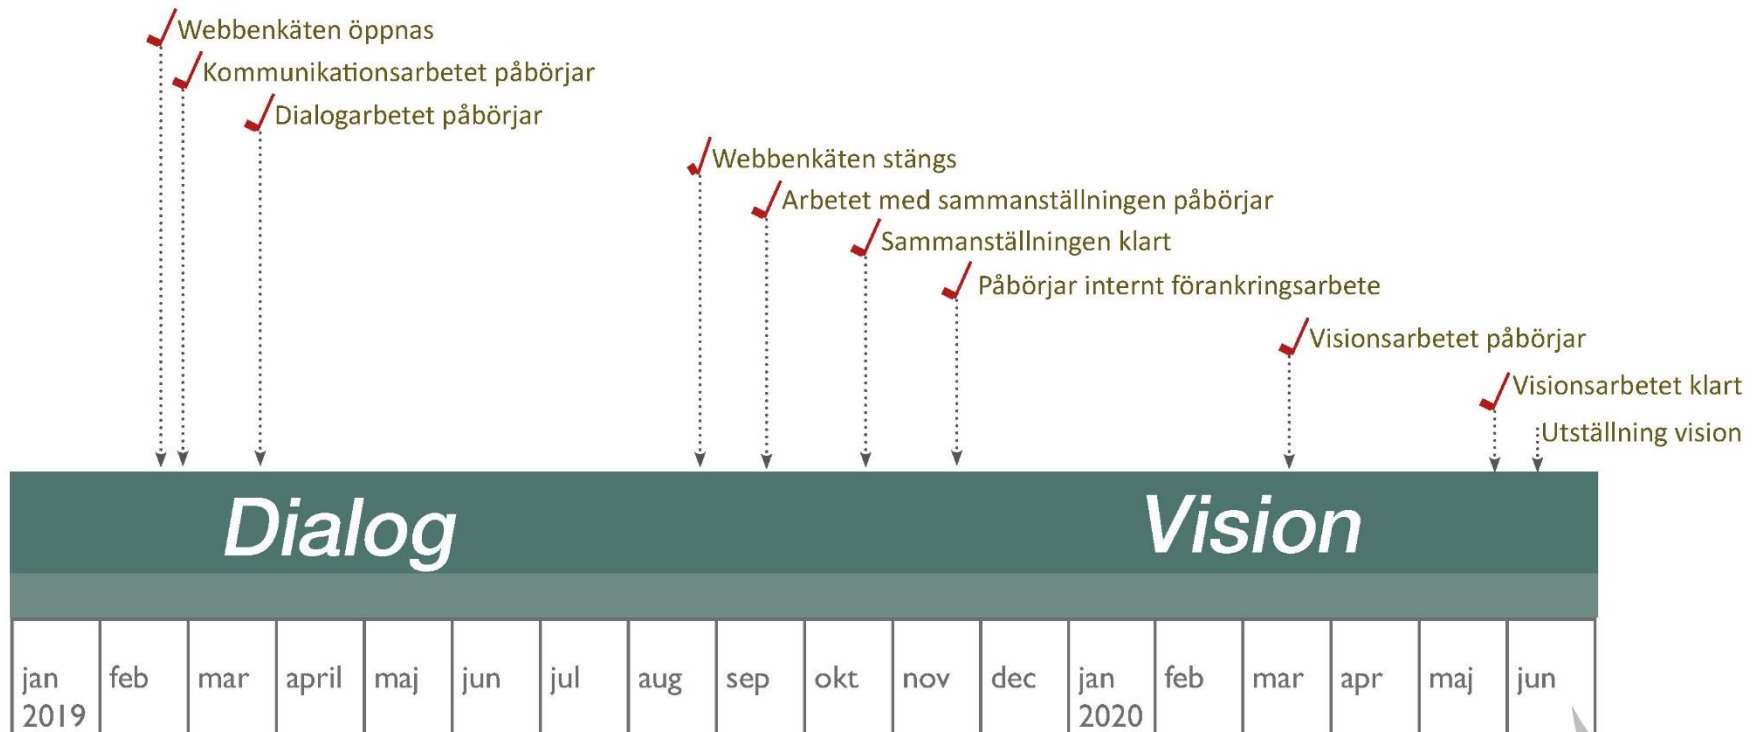 Webbenkäten öppnas
Kommunikationsarbetet påbörjar
Dialogarbetet påbörjar
Webbenkäten stängs
Arbetet med sammanställningen påbörjar
Sammanställningen klart
Påbörjar internt förankringsarbete
Visionsarbetet påbörjar
Visionsarbetet klart
Utställning vision
Dialog Vision
jan feb mar april maj jun jul aug sep okt nov dec jan feb mar apr maj jun
2019 2020